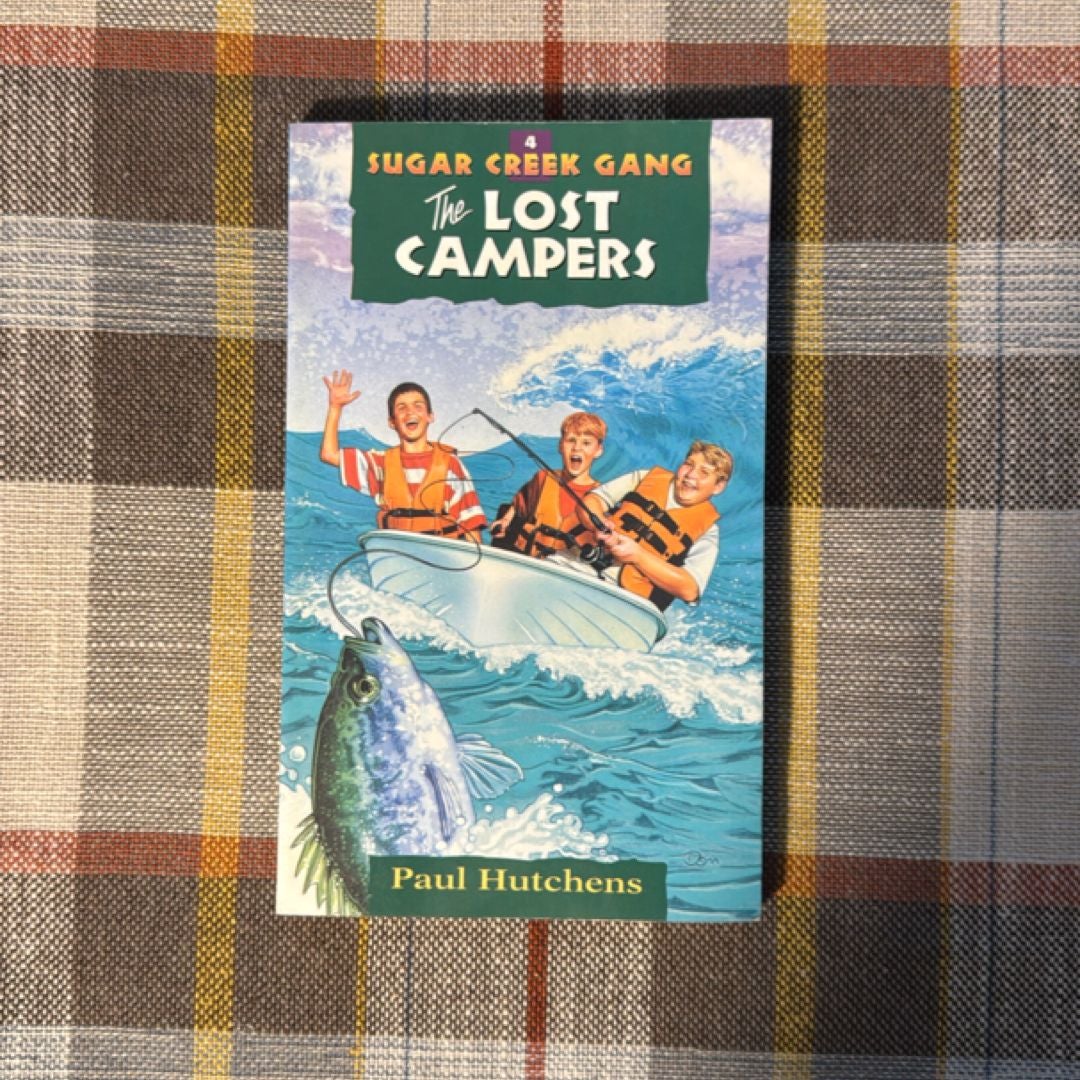 4
SUGAR CREEK GANG
The LOST
CAMPERS
Paul Hutchens